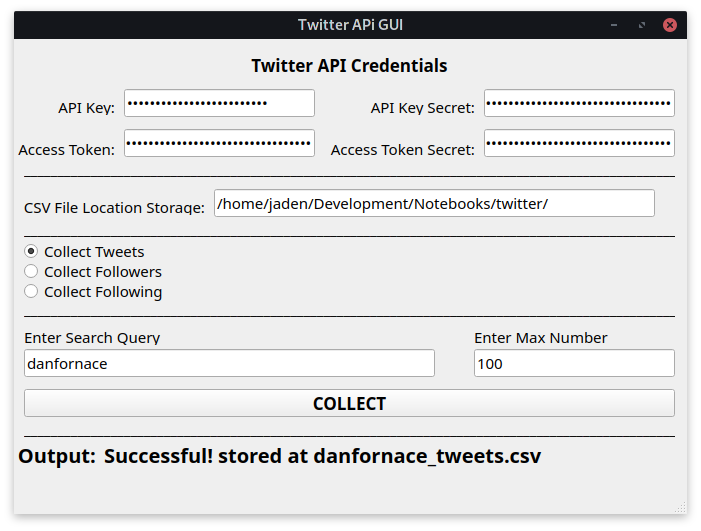 Twitter APi GUI
Twitter API Credentials
API Key: ••••••••••••••••••••••••• API Key Secret: •••••••••••••••••••••••••••••••••
Access Token: ••••••••••••••••••••••••••••••••• Access Token Secret: •••••••••••••••••••••••••••••••••
CSV File Location Storage: /home/jaden/Development/Notebooks/twitter/
Collect Tweets
Collect Followers
Collect Following
Enter Search Query Enter Max Number
danfornace 100
COLLECT
Output: Successful! stored at danfornace_tweets.csv